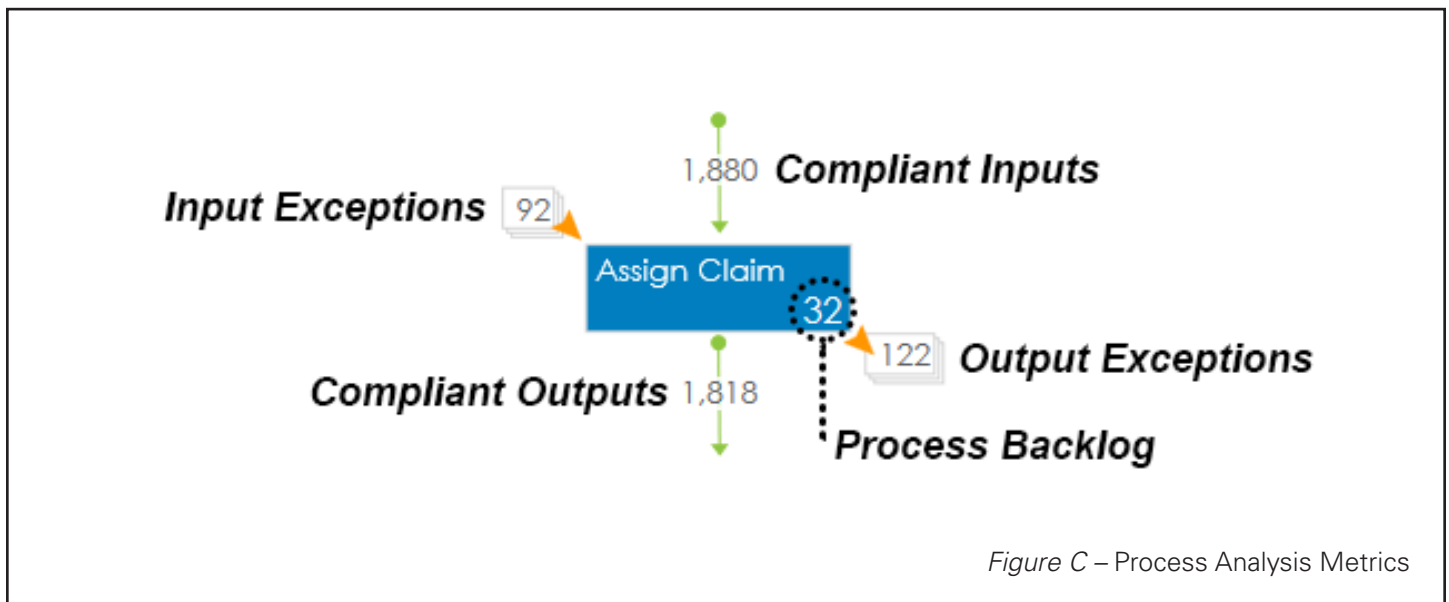 1,880 Compliant Inputs
Input Exceptions 92
Assign Claim
32
122 Output Exceptions
Compliant Outputs 1,818
Process Backlog
Figure C – Process Analysis Metrics